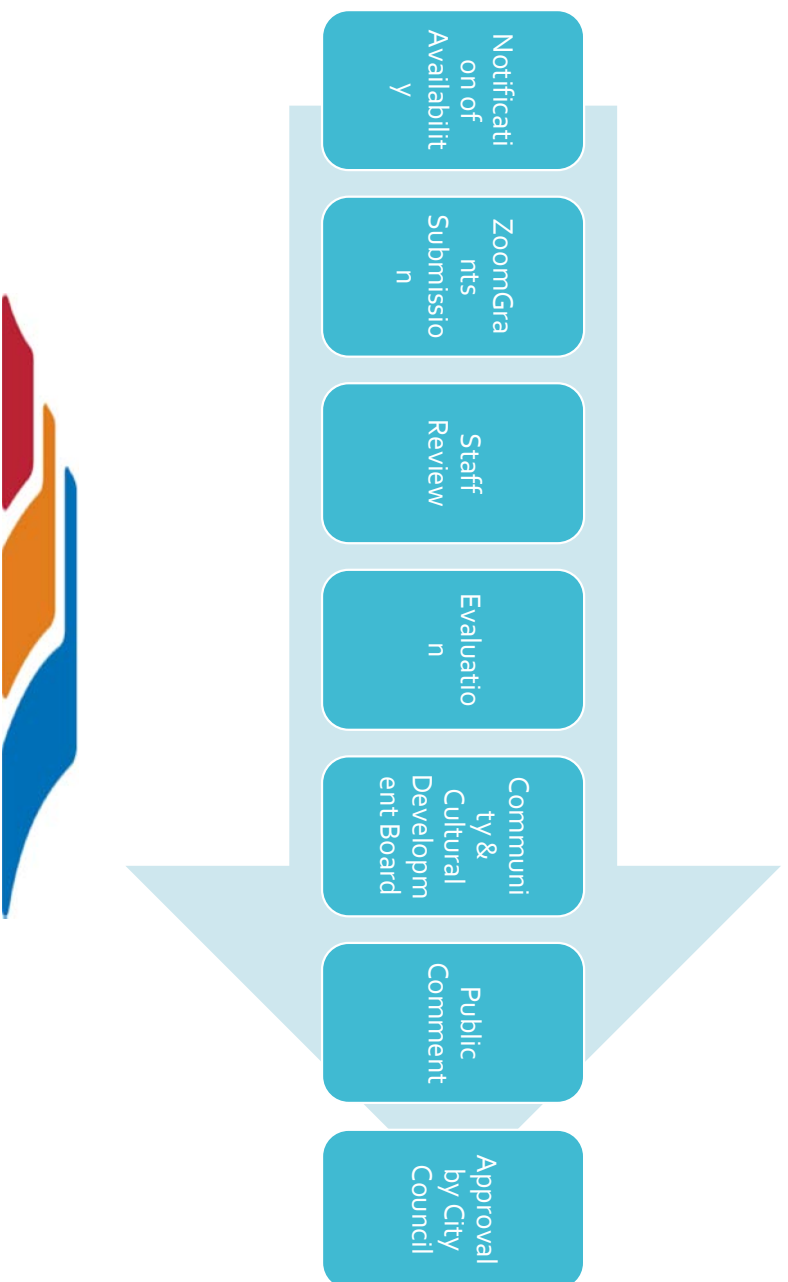 Notificati
on of
Availabilit
y
ZoomGra
nts
Submissio
n
Staff
Review
Evaluatio
n
Communi
ty &
Cultural
Developm
ent Board
Public
Comment
Approval
by City
Council